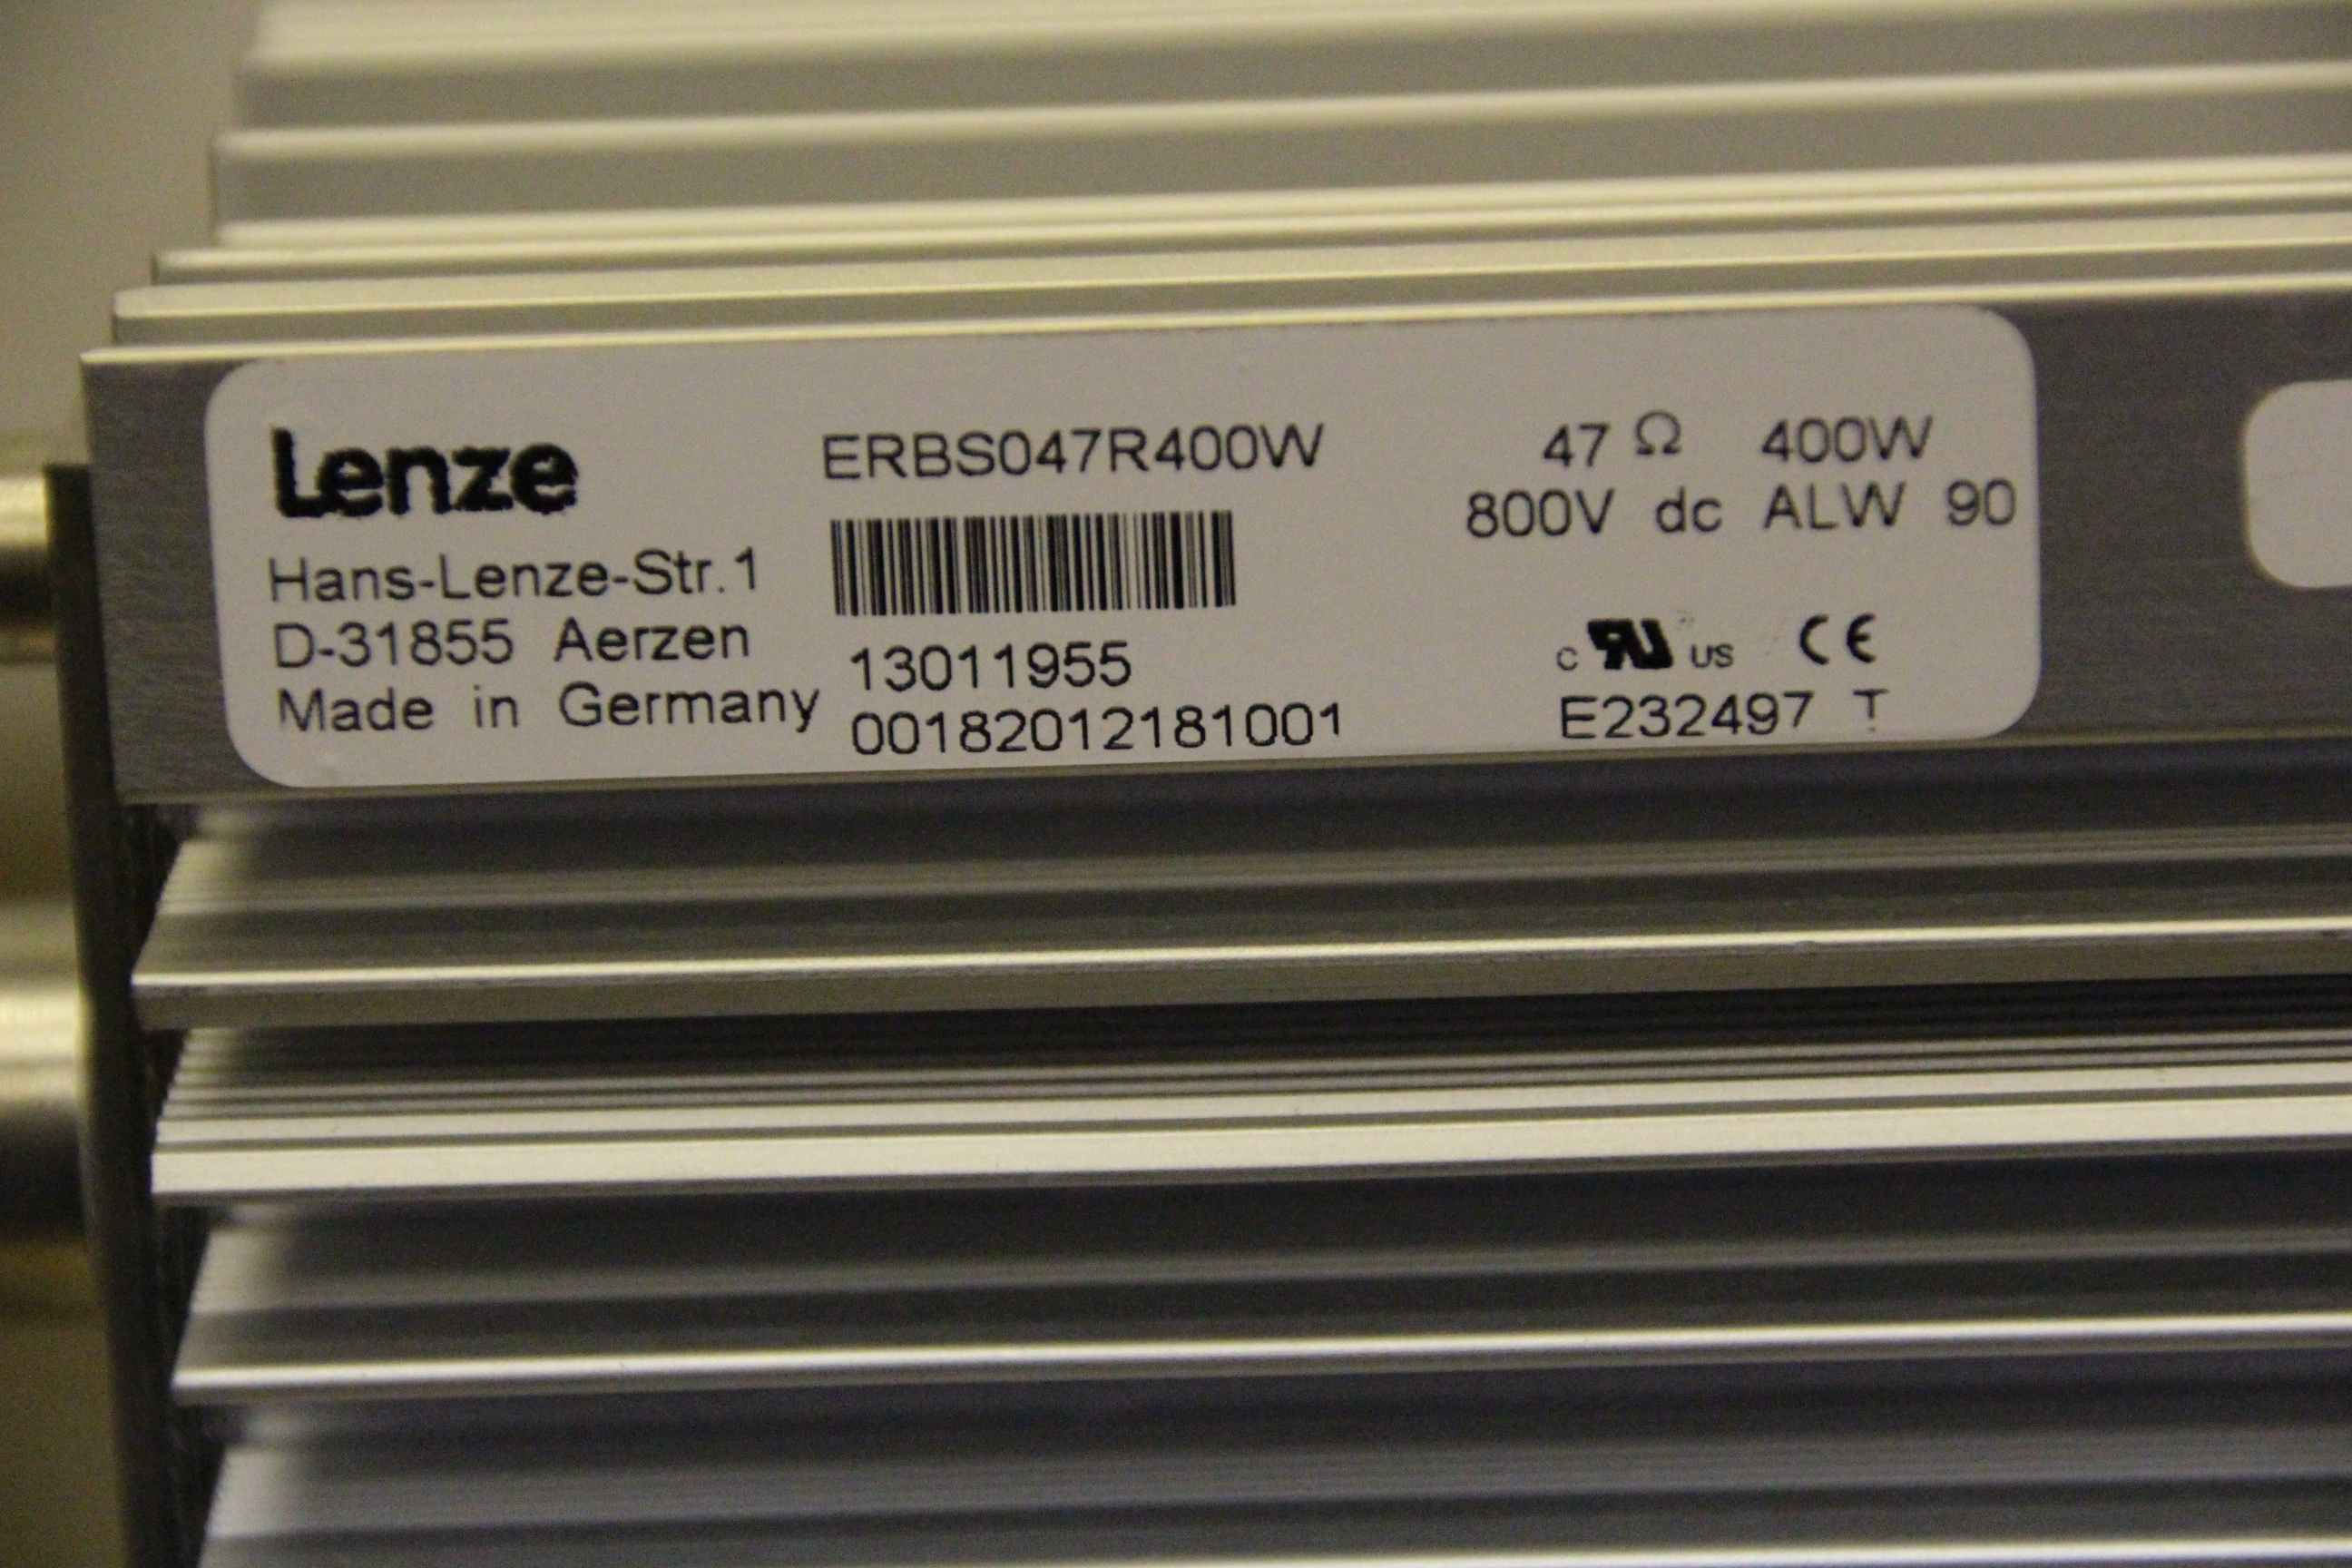 Lenze
Hans-Lenze-Str.1
D-31855 Aerzen
Made in Germany
ERBS047R400W
13011955
00182012181001
47 Ω 400W
800V dc ALW 90
c RU us CE
E232497 T